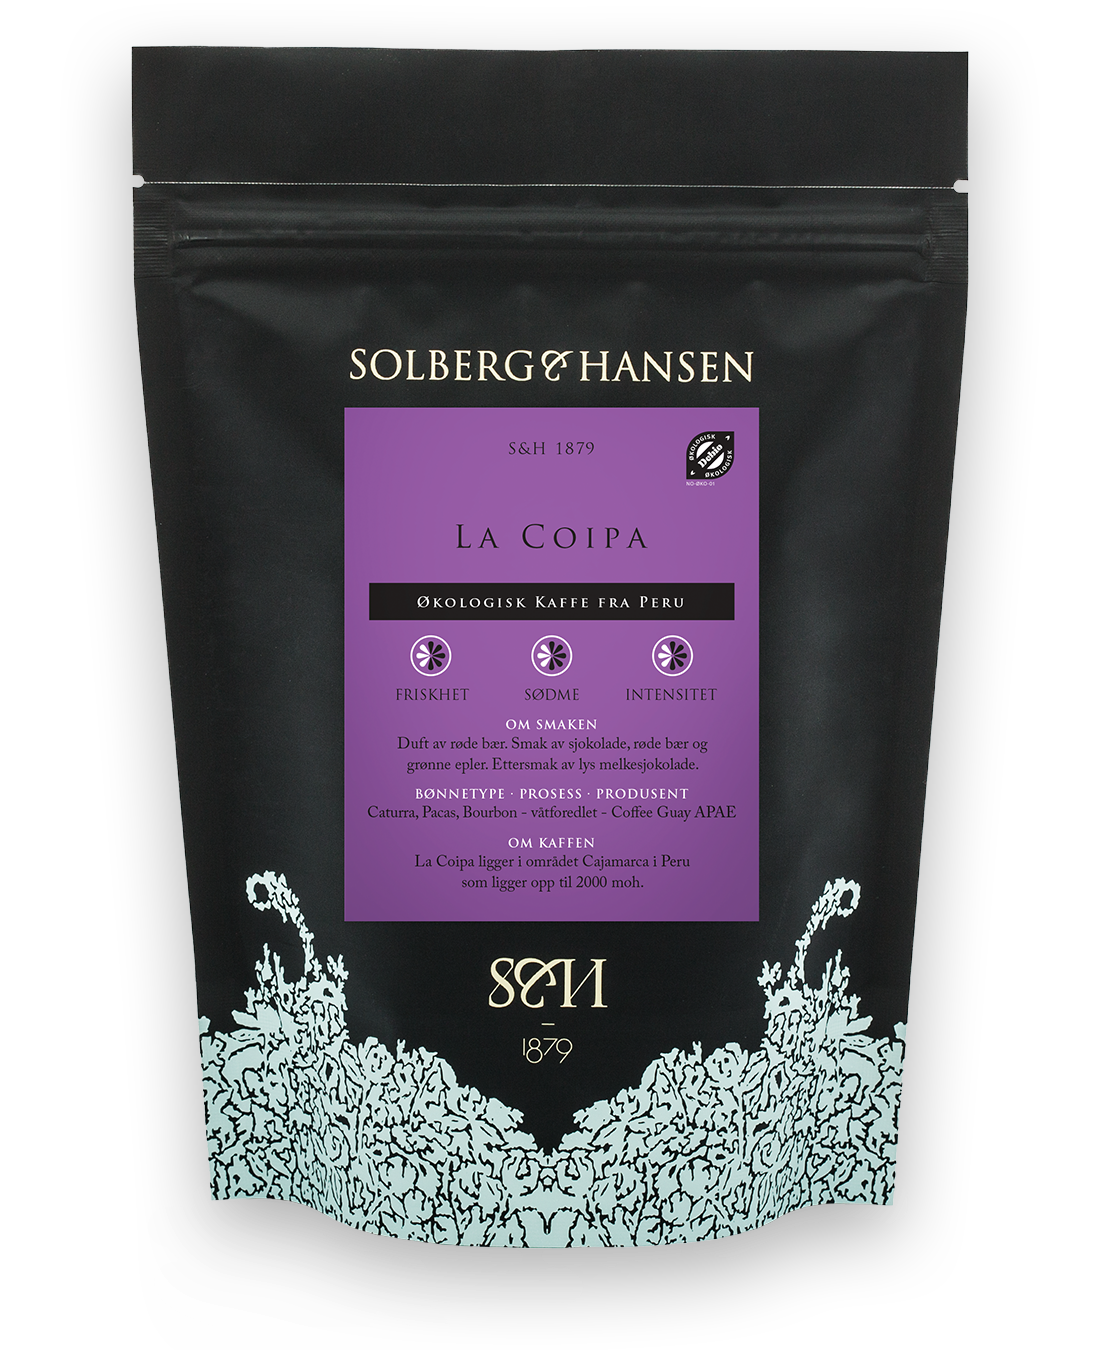 SOLBERG & HANSEN
S&H 1879
ØKOLOGISK
Debio
ØKOLOGISK
NO-ØKO-01
LA COIPA
ØKOLOGISK KAFFE FRA PERU
FRISKHET SØDME INTENSITET
OM SMAKEN
Duft av røde bær. Smak av sjokolade, røde bær og
grønne epler. Ettersmak av lys melkesjokolade.
BØNNETYPE · PROSESS · PRODUSENT
Caturra, Pacas, Bourbon - våtforedlet - Coffee Guay APAE
OM KAFFEN
La Coipa ligger i området Cajamarca i Peru
som ligger opp til 2000 moh.
S&H
1879